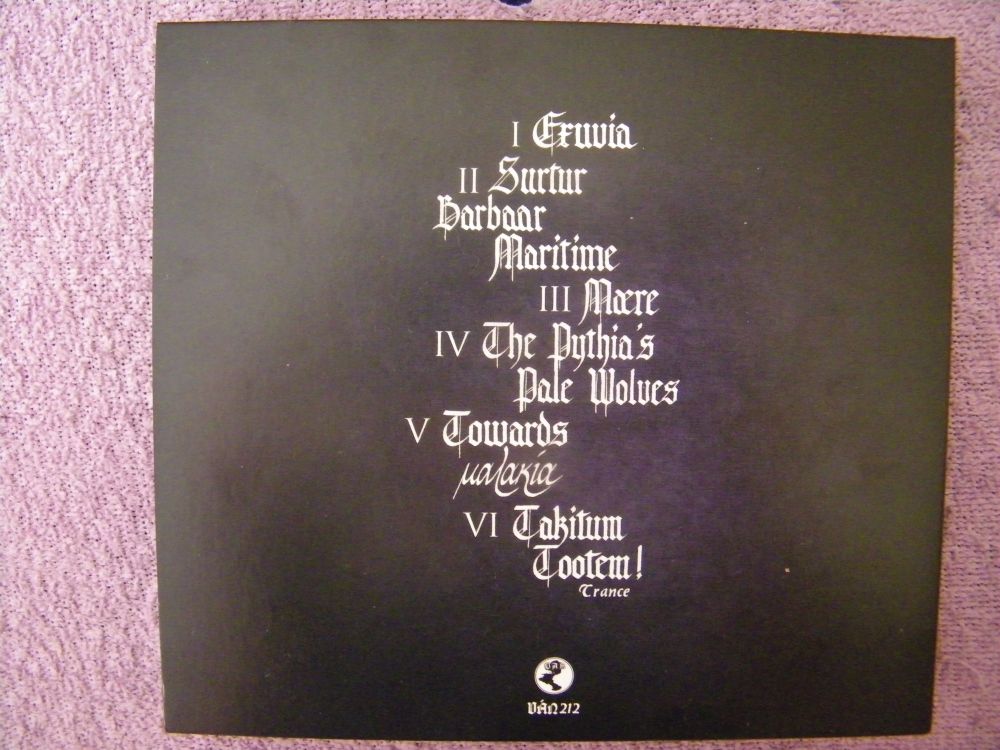 I Exuvia
II Surtur
Barbaar
Maritime
III Mære
IV The Pythia's
Pale Wolves
V Towards
μαλακία
VI Takitum
Tootem!
Trance
VÁN
VÁN 212